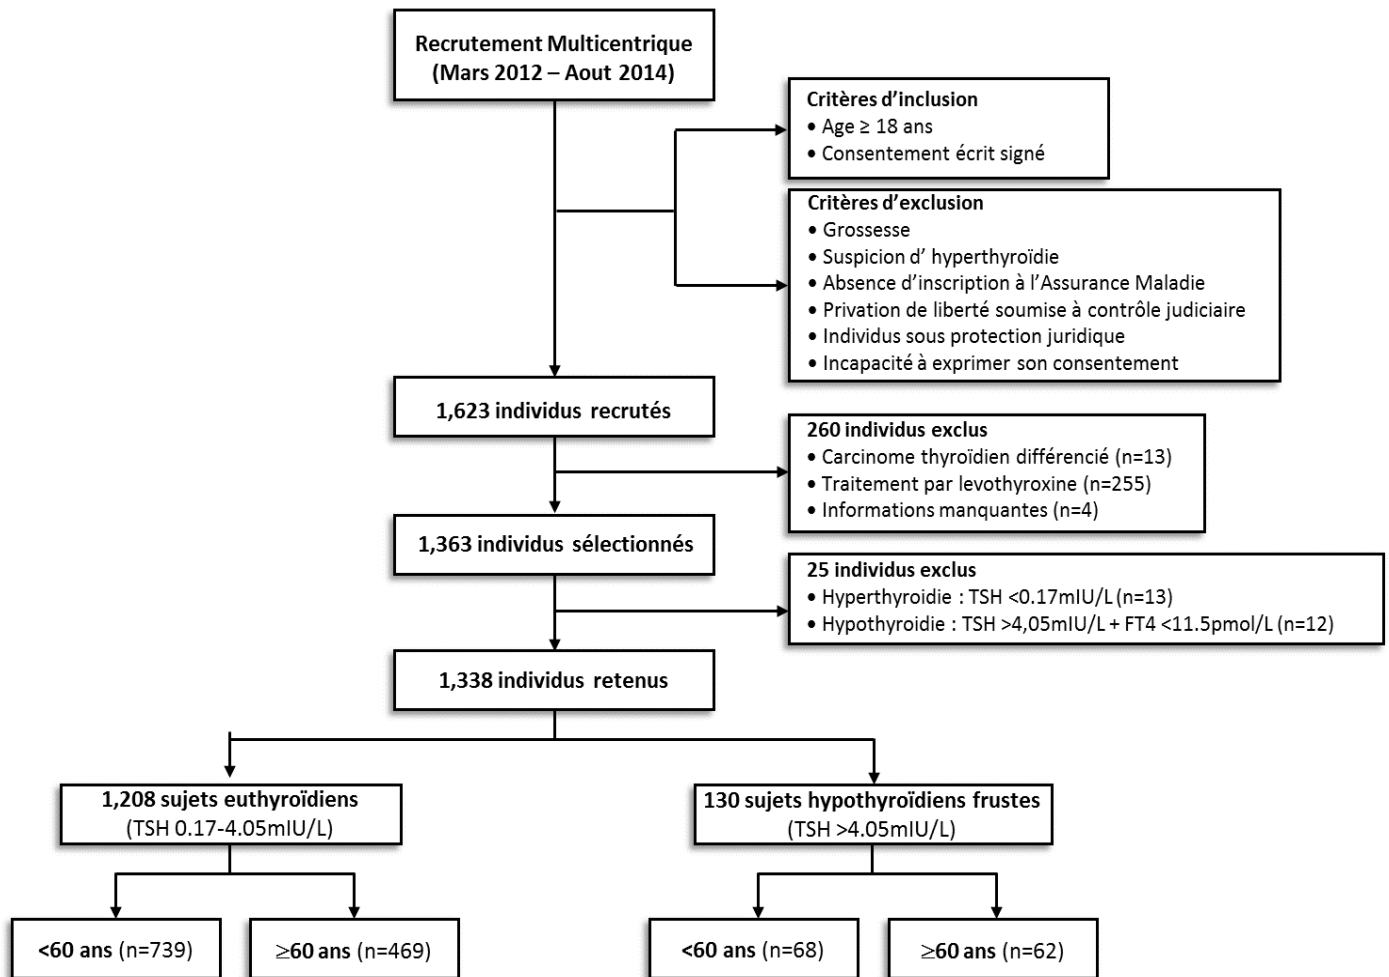 Recrutement Multicentrique
(Mars 2012 – Aout 2014)
Critères d’inclusion
• Age ≥ 18 ans
• Consentement écrit signé
Critères d’exclusion
• Grossesse
• Suspicion d’ hyperthyroïdie
• Absence d’inscription à l’Assurance Maladie
• Privation de liberté soumise à contrôle judiciaire
• Individus sous protection juridique
• Incapacité à exprimer son consentement
1,623 individus recrutés
260 individus exclus
• Carcinome thyroïdien différencié (n=13)
• Traitement par levothyroxine (n=255)
• Informations manquantes (n=4)
1,363 individus sélectionnés
25 individus exclus
• Hyperthyroidie : TSH <0.17mIU/L (n=13)
• Hypothyroidie : TSH >4,05mIU/L + FT4 <11.5pmol/L (n=12)
1,338 individus retenus
1,208 sujets euthyroïdiens
(TSH 0.17-4.05mIU/L)
130 sujets hypothyroïdiens frustes
(TSH >4.05mIU/L)
<60 ans (n=739)
≥60 ans (n=469)
<60 ans (n=68)
≥60 ans (n=62)